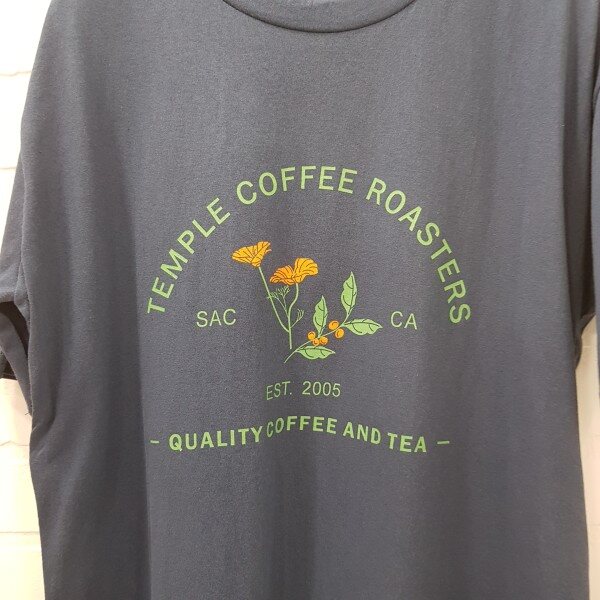 TEMPLE COFFEE ROASTERS
SAC CA
EST. 2005
- QUALITY COFFEE AND TEA -